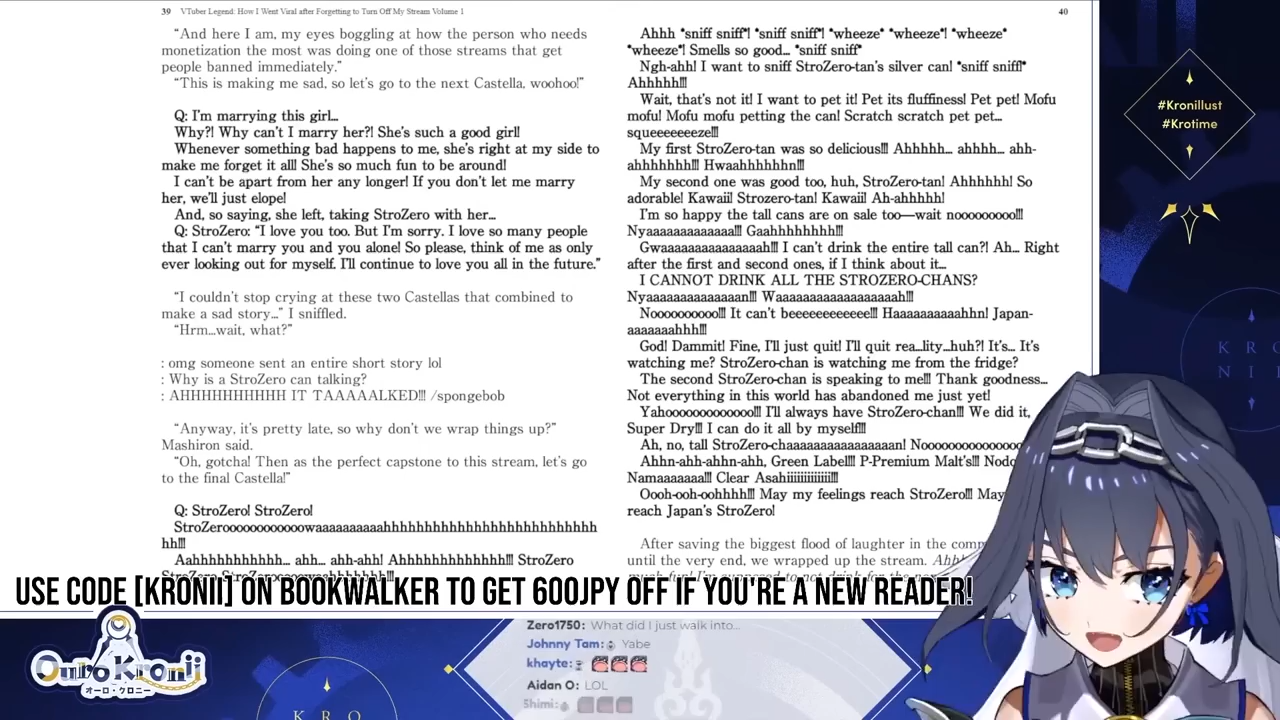 39 VTuber Legend: How I Went Viral after Forgetting to Turn Off My Stream Volume 1
“And here I am, my eyes boggling at how the person who needs
monetization the most was doing one of those streams that get
people banned immediately.”
“This is making me sad, so let’s go to the next Castella, woohoo!”
Q: I’m marrying this girl...
Why?! Why can’t I marry her?! She’s such a good girl!
Whenever something bad happens to me, she’s right at my side to
make me forget it all! She’s so much fun to be around!
I can’t be apart from her any longer! If you don’t let me marry
her, we’ll just elope!
And, so saying, she left, taking StroZero with her...
Q: StroZero: “I love you too. But I’m sorry. I love so many people
that I can’t marry you and you alone! So please, think of me as only
ever looking out for myself. I’ll continue to love you all in the future.”
“I couldn’t stop crying at these two Castellas that combined to
make a sad story...” I sniffled.
“Hrm...wait, what?”
: omg someone sent an entire short story lol
: Why is a StroZero can talking?
: AHHHHHHHHHH IT TAAAAALKED!!! /spongebob
“Anyway, it’s pretty late, so why don’t we wrap things up?”
Mashiron said.
“Oh, gotcha! Then as the perfect capstone to this stream, let’s go
to the final Castella!”
Q: StroZero! StroZero!
StroZerooooooooooowaaaaaaaaaahhhhhhhhhhhhhhhhhhhhhhhhhh
hh!!!
Aahhhhhhhhhhh... ahh... ahh-ahh! Ahhhhhhhhhhhhh!!! StroZero
40
Ahhh *sniff sniff*! *sniff sniff*! *wheeze* *wheeze*! *wheeze*
*wheeze*! Smells so good... *sniff sniff*
Ngh-ahh! I want to sniff StroZero-tan’s silver can! *sniff sniff!*
Ahhhhh!!!
Wait, that’s not it! I want to pet it! Pet its fluffiness! Pet pet! Mofu
mofu! Mofu mofu petting the can! Scratch scratch pet pet...
squeeeeeeeze!!!
My first StroZero-tan was so delicious!!! Ahhhhh... ahhhh... ahh-
ahhhhhhh!!! Hwaahhhhhhn!!!
My second one was good too, huh, StroZero-tan! Ahhhhhh! So
adorable! Kawaii! Strozero-tan! Kawaii! Ah-ahhhhh!
I’m so happy the tall cans are on sale too—wait nooooooooo!!!
Nyaaaaaaaaaaaaa!!! Gaahhhhhhhh!!!
Gwaaaaaaaaaaaaaaah!!! I can’t drink the entire tall can?! Ah... Right
after the first and second ones, if I think about it...
I CANNOT DRINK ALL THE STROZERO-CHANS?
Nyaaaaaaaaaaaaaan!!! Waaaaaaaaaaaaaaaaaah!!!
Noooooooooo!!! It can’t beeeeeeeeeeee!!! Haaaaaaaaaahhn! Japan-
aaaaaaahhh!!!
God! Dammit! Fine, I’ll just quit! I’ll quit rea...lity...huh?! It’s... It’s
watching me? StroZero-chan is watching me from the fridge?
The second StroZero-chan is speaking to me!!! Thank goodness...
Not everything in this world has abandoned me just yet!
Yahooooooooooooo!!! I’ll always have StroZero-chan!!! We did it,
Super Dry!!! I can do it all by myself!!!
Ah, no, tall StroZero-chaaaaaaaaaaaaaaan! Nooooooooooooooo
Ahhn-ahh-ahhn-ahh, Green Label!!! P-Premium Malt’s!!! Nodo
Namaaaaaaa!!! Clear Asahiiiiiiiiiiiiii!!!
Oooh-ooh-oohhhh!!! May my feelings reach StroZero!!! May
reach Japan’s StroZero!
After saving the biggest flood of laughter in the com
until the very end, we wrapped up the stream.
USE CODE [KRONII] ON BOOKWALKER TO GET 600JPY OFF IF YOU'RE A NEW READER!
Zero1750: What did I just walk into...
Johnny Tam: Yabe
khayte:
Aidan O: LOL
Shimi:
Ouro Kronii
オーロ・クロニー
#Kronillust
#Krotime
KRO
NII
KRO